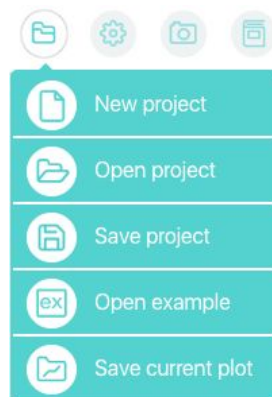 New project
Open project
Save project
ex Open example
Save current plot